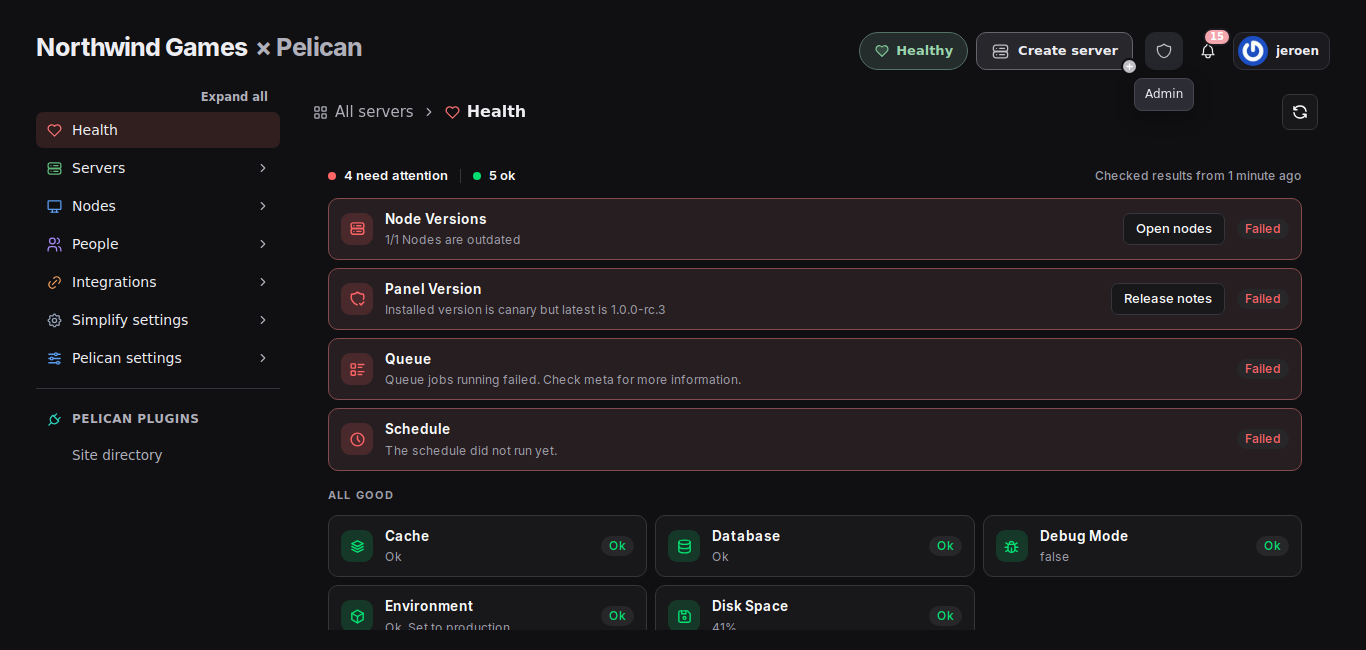 Northwind Games × Pelican
Healthy
Create server
15
jeroen
Admin
Expand all
Health
Servers
Nodes
People
Integrations
Simplify settings
Pelican settings
PELICAN PLUGINS
Site directory
All servers > Health
4 need attention
5 ok
Checked results from 1 minute ago
Node Versions
1/1 Nodes are outdated
Open nodes
Failed
Panel Version
Installed version is canary but latest is 1.0.0-rc.3
Release notes
Failed
Queue
Queue jobs running failed. Check meta for more information.
Failed
Schedule
The schedule did not run yet.
Failed
ALL GOOD
Cache
Ok
Ok
Database
Ok
Ok
Debug Mode
false
Ok
Environment
Ok. Set to production
Ok
Disk Space
41%
Ok